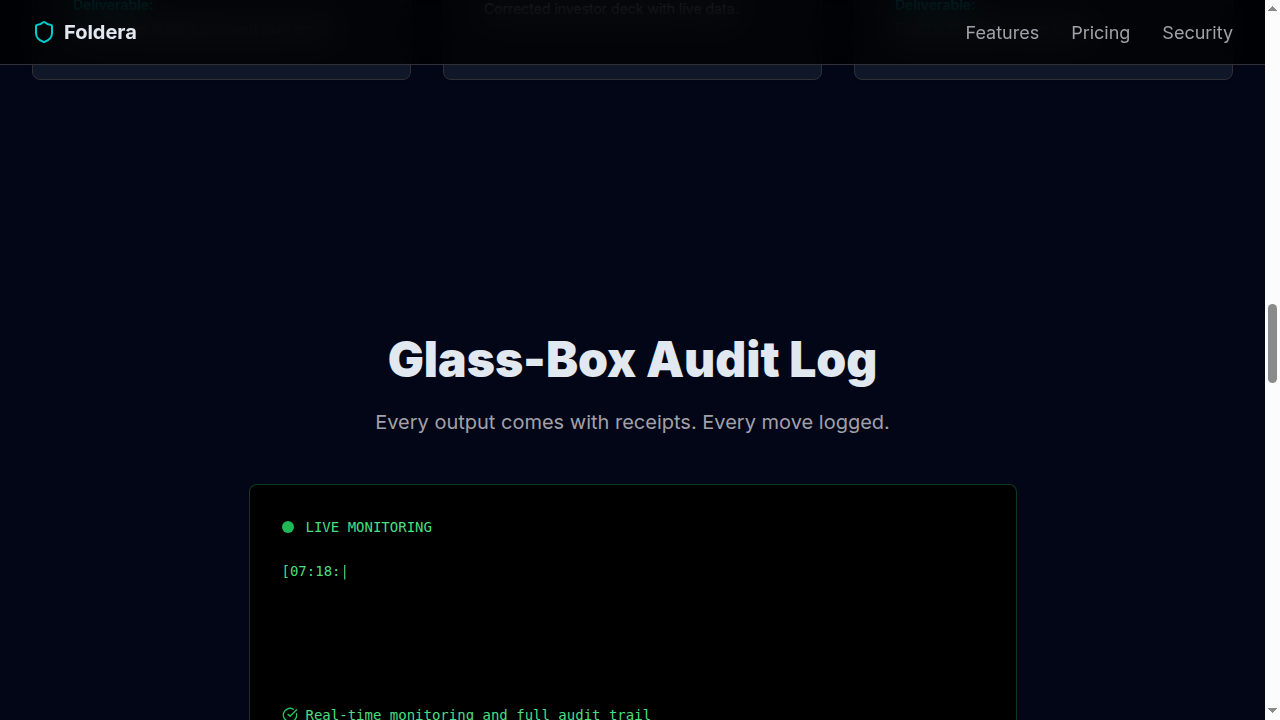 Deliverable:
Corrected investor deck with live data
Deliverable:
Foldera
Features
Pricing
Security
Glass-Box Audit Log
Every output comes with receipts. Every move logged.
LIVE MONITORING
[07:18:|
Real-time monitoring and full audit trail